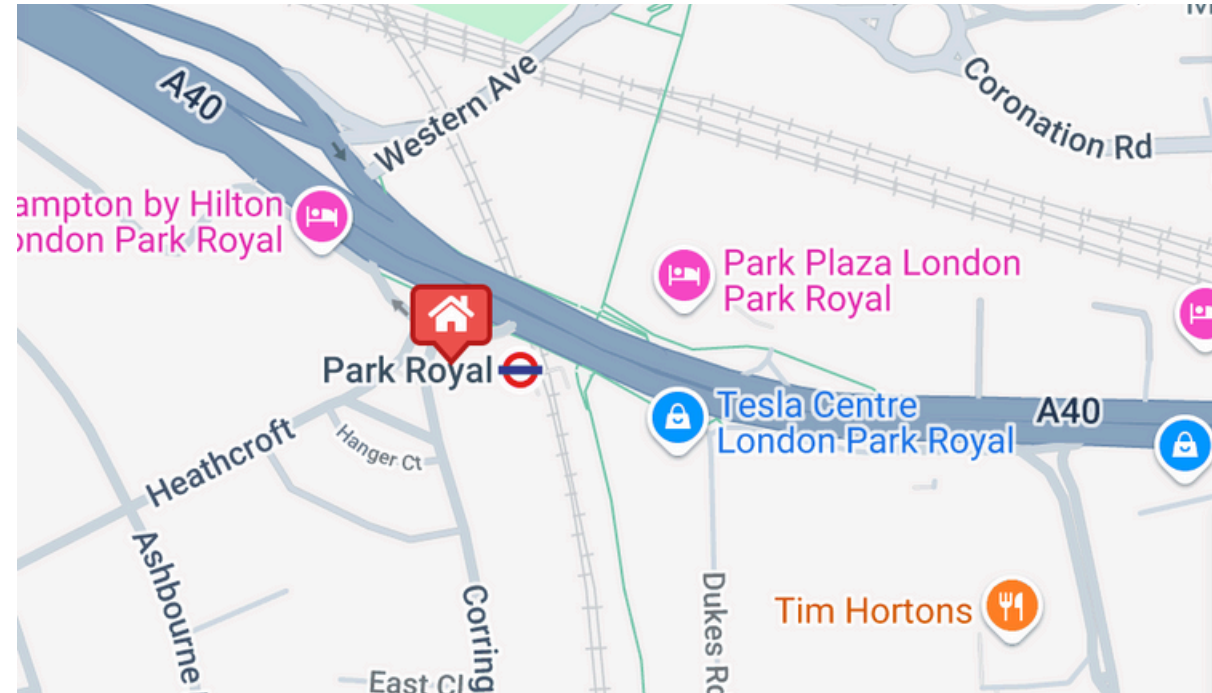 A40
Western Ave
Coronation Rd
ampton by Hilton
ondon Park Royal
Park Plaza London
Park Royal
Park Royal
Tesla Centre
London Park Royal
A40
Heathcroft
Hanger Ct
Ashbourne
Corring
Dukes Ro
Tim Hortons
East Cl